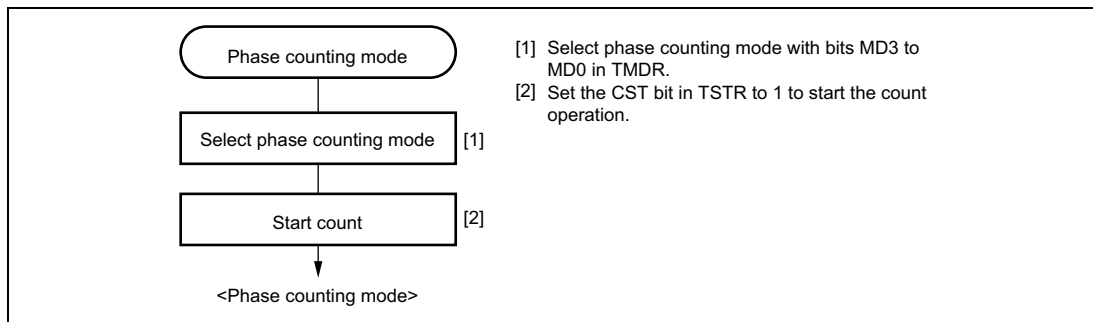 Phase counting mode
Select phase counting mode [1]
Start count [2]
<Phase counting mode>
[1] Select phase counting mode with bits MD3 to
MD0 in TMDR.
[2] Set the CST bit in TSTR to 1 to start the count
operation.